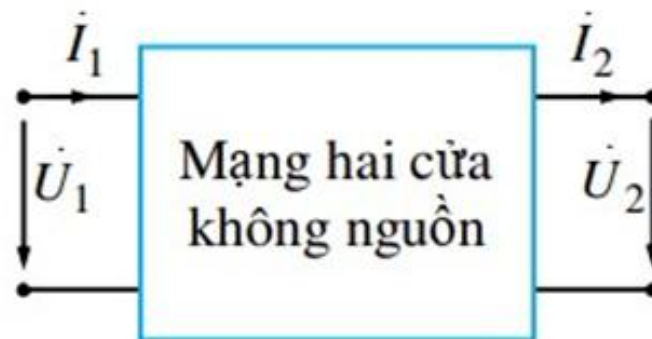 İ₁ İ₂
U̇₁ Mạng hai cửa U̇₂
không nguồn